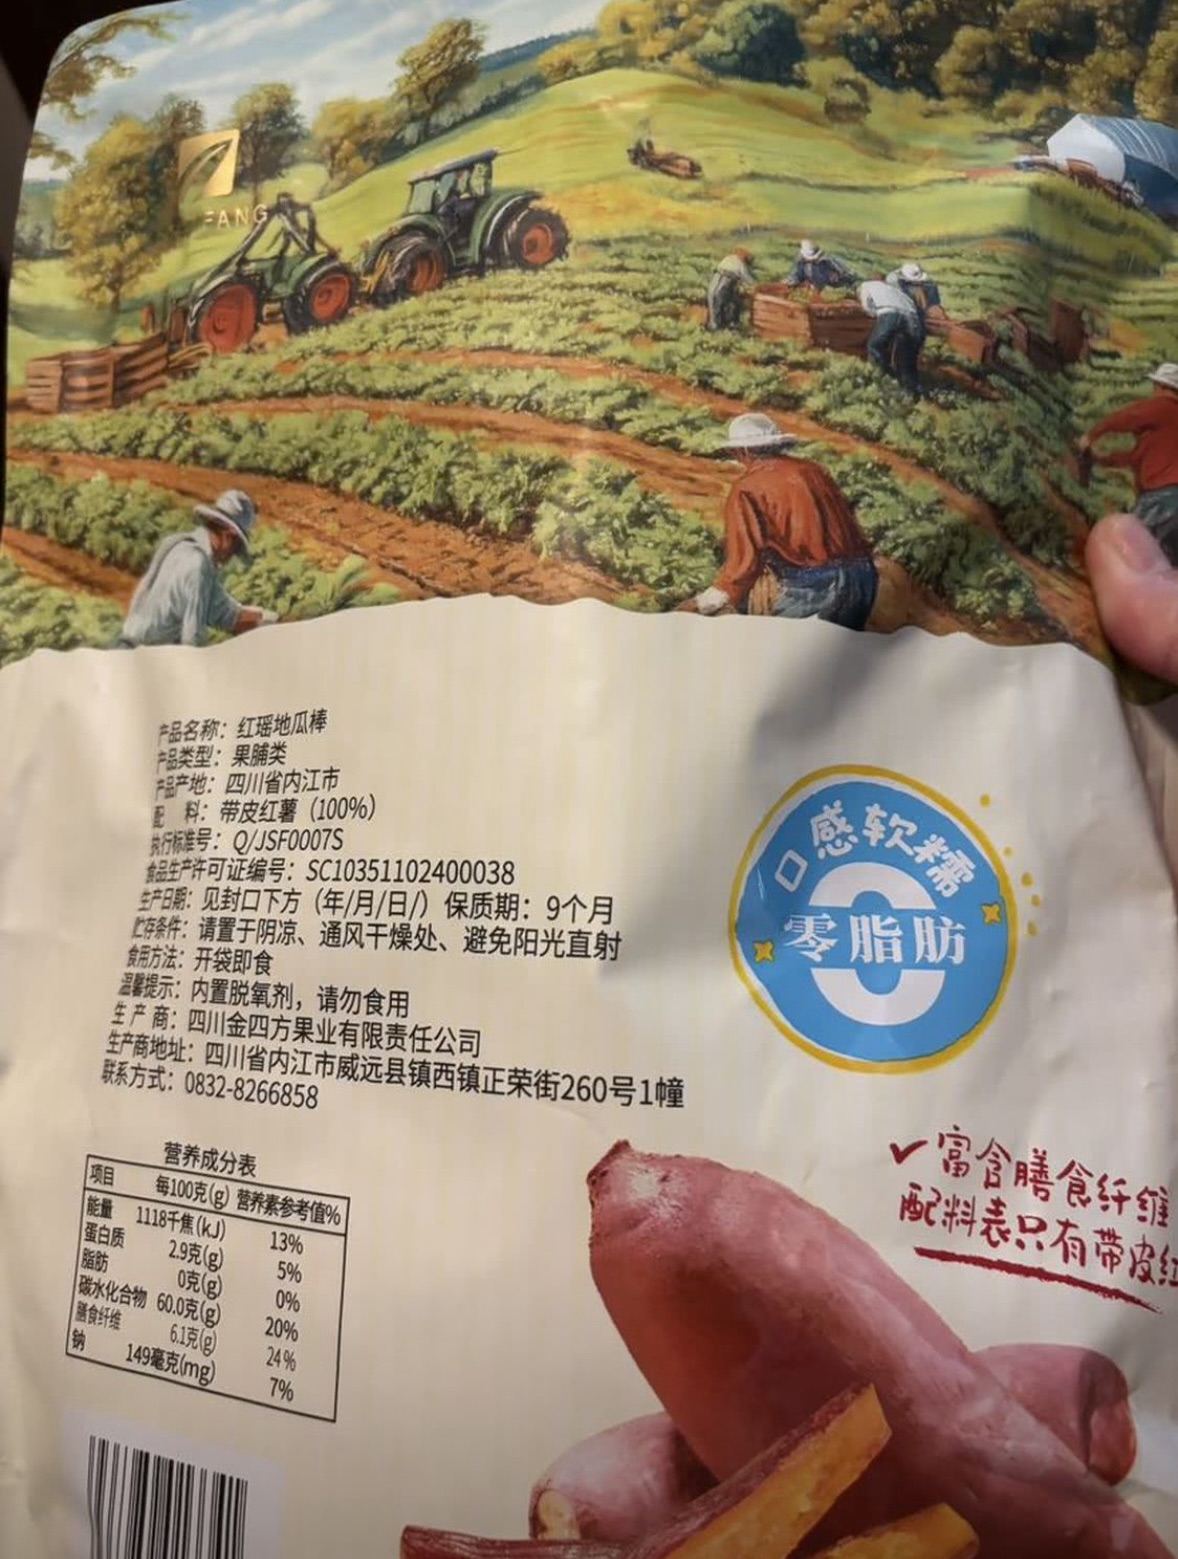 FANG
产品名称：红瑶地瓜棒
产品类型：果脯类
产品产地：四川省内江市
配 料：带皮红薯（100%）
执行标准号：Q/JSF0007S
食品生产许可证编号：SC10351102400038
生产日期：见封口下方（年/月/日/）保质期：9个月
贮存条件：请置于阴凉、通风干燥处、避免阳光直射
食用方法：开袋即食
温馨提示：内置脱氧剂，请勿食用
生 产 商：四川金四方果业有限责任公司
生产商地址：四川省内江市威远县镇西镇正荣街260号1幢
联系方式：0832-8266858
口感软糯
零脂肪
✓富含膳食纤维
配料表只有带皮红
营养成分表
项目 每100克(g) 营养素参考值%
能量 1118千焦(kJ) 13%
蛋白质 2.9克(g) 5%
脂肪 0克(g) 0%
碳水化合物 60.0克(g) 20%
膳食纤维 6.1克(g) 24%
钠 149毫克(mg) 7%